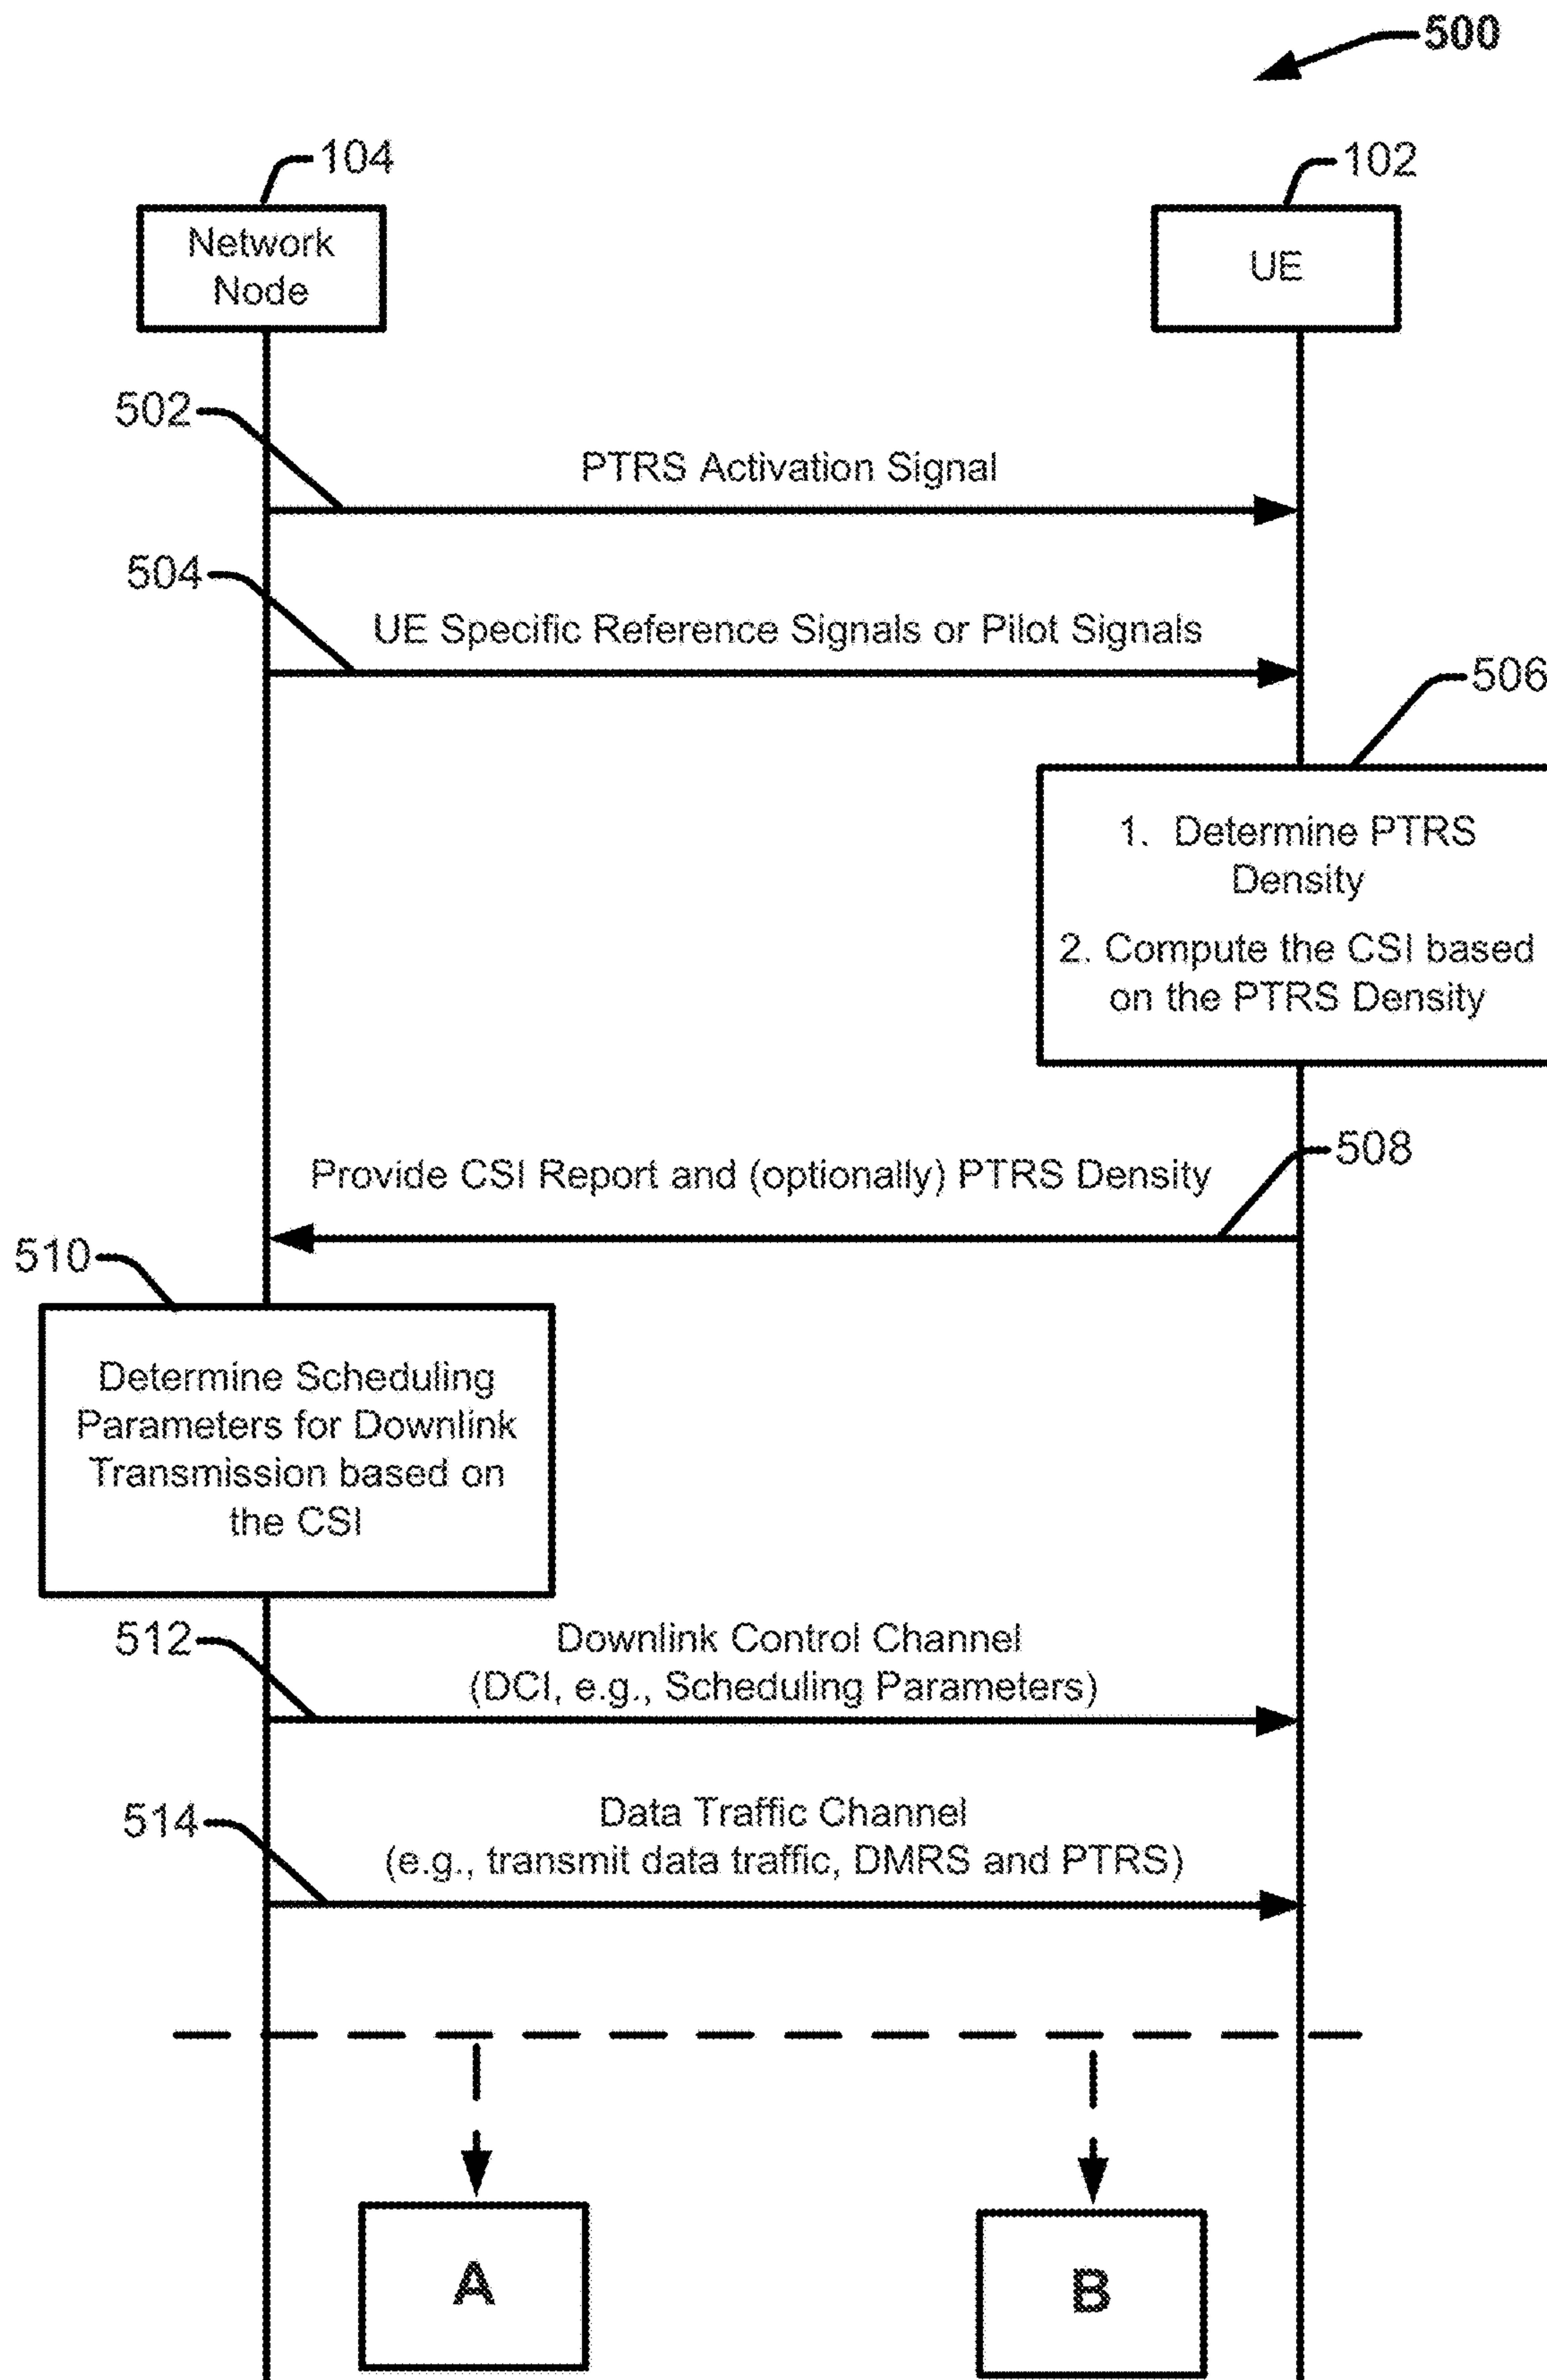 500
104
102
Network
Node
UE
502
PTRS Activation Signal
504
UE Specific Reference Signals or Pilot Signals
506
1. Determine PTRS
Density
2. Compute the CSI based
on the PTRS Density
508
Provide CSI Report and (optionally) PTRS Density
510
Determine Scheduling
Parameters for Downlink
Transmission based on
the CSI
512
Downlink Control Channel
(DCI, e.g., Scheduling Parameters)
514
Data Traffic Channel
(e.g., transmit data traffic, DMRS and PTRS)
A
B